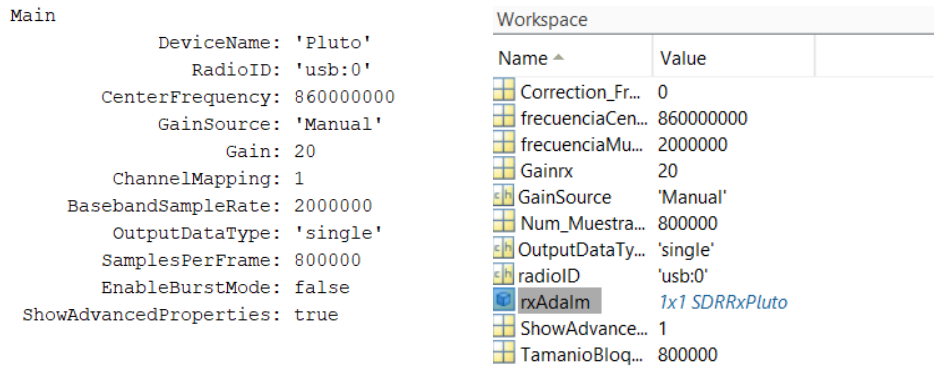 Main
DeviceName: 'Pluto'
RadioID: 'usb:0'
CenterFrequency: 860000000
GainSource: 'Manual'
Gain: 20
ChannelMapping: 1
BasebandSampleRate: 2000000
OutputDataType: 'single'
SamplesPerFrame: 800000
EnableBurstMode: false
ShowAdvancedProperties: true
Workspace
Name Value
Correction_Fr... 0
frecuenciaCen... 860000000
frecuenciaMu... 2000000
Gainrx 20
GainSource 'Manual'
Num_Muestra... 800000
OutputDataTy... 'single'
radioID 'usb:0'
rxAdalm 1x1 SDRRxPluto
ShowAdvance... 1
TamanioBloq... 800000